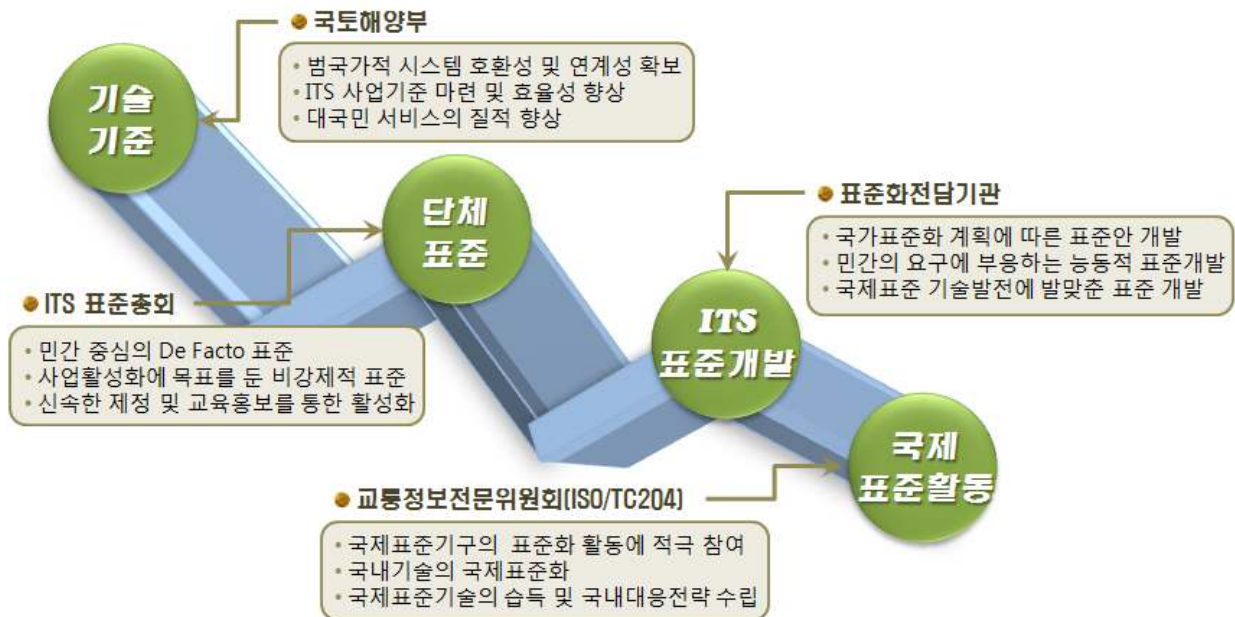 국토해양부
• 범국가적 시스템 호환성 및 연계성 확보
• ITS 사업기준 마련 및 효율성 향상
• 대국민 서비스의 질적 향상
기술
기준
단체
표준
표준화전담기관
• 국가표준화 계획에 따른 표준안 개발
• 민간의 요구에 부응하는 능동적 표준개발
• 국제표준 기술발전에 발맞춘 표준 개발
ITS 표준총회
• 민간 중심의 De Facto 표준
• 사업활성화에 목표를 둔 비강제적 표준
• 신속한 제정 및 교육홍보를 통한 활성화
ITS
표준개발
국제
표준활동
교통정보전문위원회(ISO/TC204)
• 국제표준기구의 표준화 활동에 적극 참여
• 국내기술의 국제표준화
• 국제표준기술의 습득 및 국내대응전략 수립